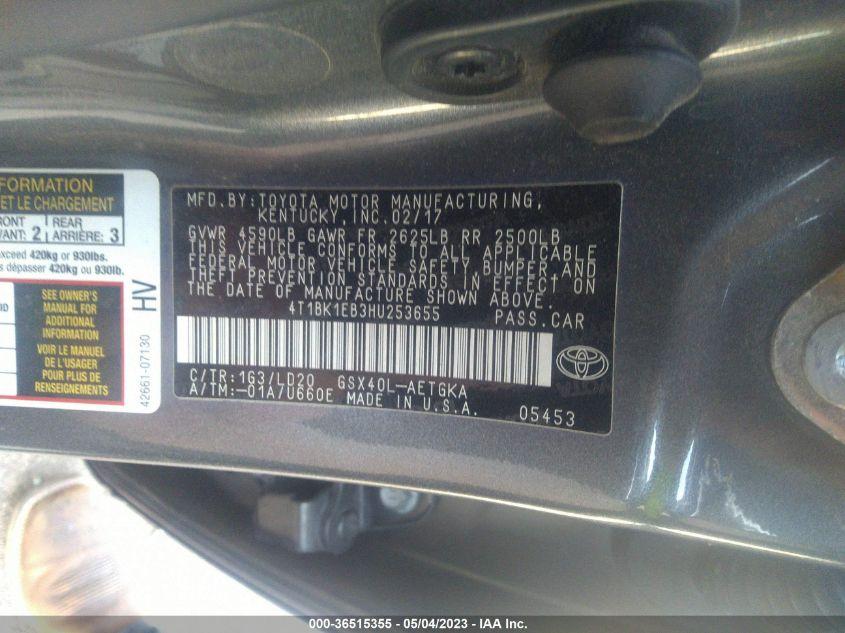 FORMATION
ET LE CHARGEMENT
RONT
REAR
ANT: 2
ARRIÈRE: 3
exceed 420kg or 930lbs.
s dépasser 420kg ou 930lb.
SEE OWNER'S
MANUAL FOR
ADDITIONAL
INFORMATION
VOIR LE MANUEL
DE L'USAGER
POUR PLUS DE
RENSEIGNEMENTS
HV
42661-07130
MFD.BY:TOYOTA MOTOR MANUFACTURING,
KENTUCKY, INC. 02/17
GVWR 4590LB GAWR FR 2625LB RR 2500LB
THIS VEHICLE CONFORMS TO ALL APPLICABLE
FEDERAL MOTOR VEHICLE SAFETY, BUMPER AND
THEFT PREVENTION STANDARDS IN EFFECT ON
THE DATE OF MANUFACTURE SHOWN ABOVE.
4T1BK1EB3HU253655 PASS.CAR
C/TR:1G3/LD20 GSX40L-AETGKA
A/TM:-01A/U660E MADE IN U.S.A. 05453
TOYOTA
000-36515355 - 05/04/2023 - IAA Inc.